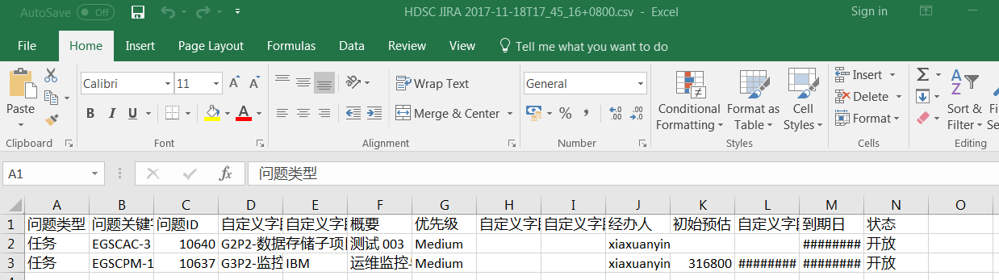 AutoSave Off HDSC JIRA 2017-11-18T17_45_16+0800.csv - Excel Sign in
File Home Insert Page Layout Formulas Data Review View Tell me what you want to do
Calibri 11 Wrap Text General Insert
Paste B I U Merge & Center % Conditional Formatting Format as Table Cell Styles Delete Sort & Filter
Format
Clipboard Font Alignment Number Styles Cells Editing
A1 fx 问题类型
A B C D E F G H I J K L M N O
1 问题类型 问题关键字 问题ID 自定义字段 自定义字段 概要 优先级 自定义字段 自定义字段 经办人 初始预估 自定义字段 到期日 状态
2 任务 EGSCAC-3 10640 G2P2-数据存储子项目 测试 003 Medium xiaxuanyin ######## 开放
3 任务 EGSCPM-1 10637 G3P2-监控 IBM 运维监控 Medium xiaxuanyin 316800 ######## ######## 开放